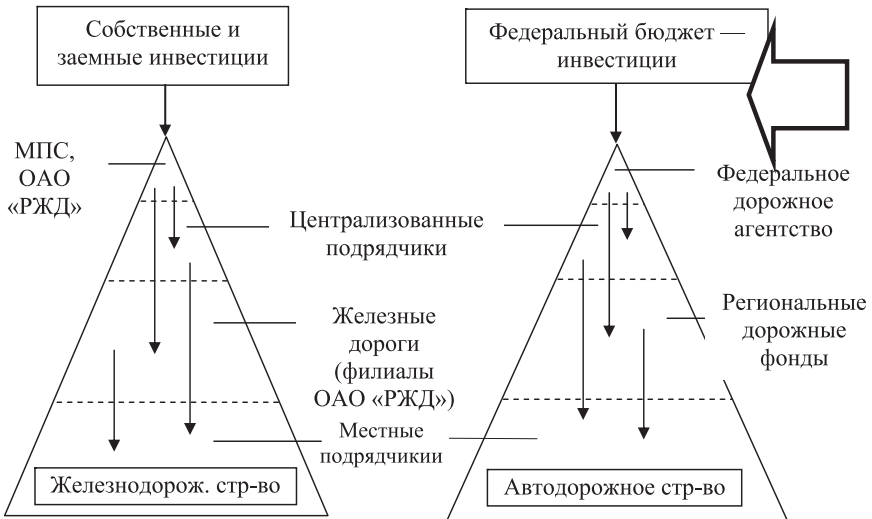 Собственные и
заемные инвестиции
Федеральный бюджет —
инвестиции
МПС,
ОАО
«РЖД»
Централизованные
подрядчики
Федеральное
дорожное
агентство
Железные
дороги
(филиалы
ОАО «РЖД»)
Региональные
дорожные
фонды
Местные
подрядчикии
Железнодорож. стр-во
Автодорожное стр-во